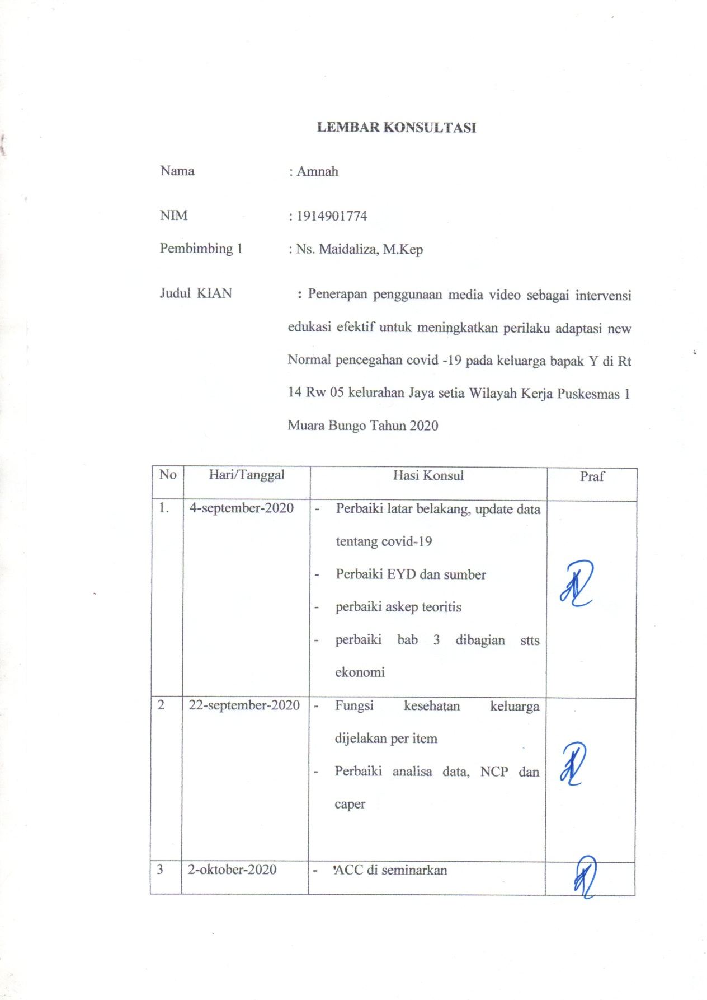 LEMBAR KONSULTASI
Nama : Amnah
NIM : 1914901774
Pembimbing 1 : Ns. Maidaliza, M.Kep
Judul KIAN : Penerapan penggunaan media video sebagai intervensi
edukasi efektif untuk meningkatkan perilaku adaptasi new
Normal pencegahan covid -19 pada keluarga bapak Y di Rt
14 Rw 05 kelurahan Jaya setia Wilayah Kerja Puskesmas 1
Muara Bungo Tahun 2020
No Hari/Tanggal Hasi Konsul Praf
1. 4-september-2020 - Perbaiki latar belakang, update data
tentang covid-19
- Perbaiki EYD dan sumber
- perbaiki askep teoritis
- perbaiki bab 3 dibagian stts
ekonomi
2 22-september-2020 - Fungsi kesehatan keluarga
dijelakan per item
- Perbaiki analisa data, NCP dan
caper
3 2-oktober-2020 - ACC di seminarkan